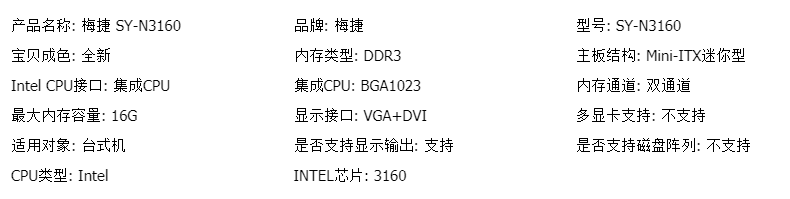 产品名称: 梅捷 SY-N3160 品牌: 梅捷 型号: SY-N3160
宝贝成色: 全新 内存类型: DDR3 主板结构: Mini-ITX迷你型
Intel CPU接口: 集成CPU 集成CPU: BGA1023 内存通道: 双通道
最大内存容量: 16G 显示接口: VGA+DVI 多显卡支持: 不支持
适用对象: 台式机 是否支持显示输出: 支持 是否支持磁盘阵列: 不支持
CPU类型: Intel INTEL芯片: 3160